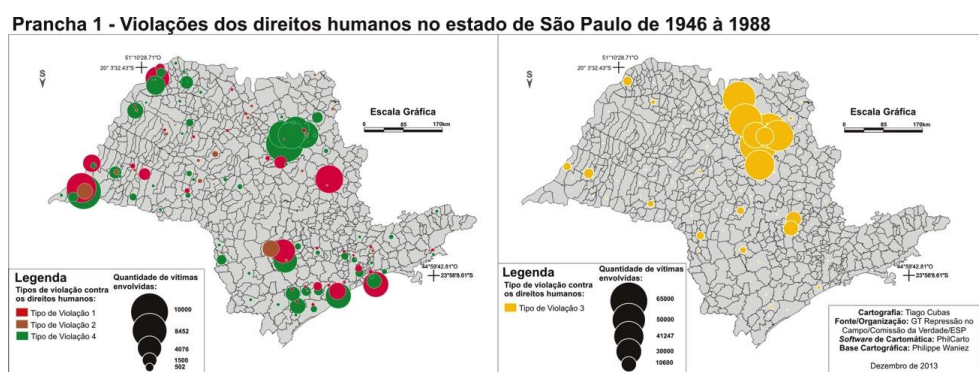 Prancha 1 - Violações dos direitos humanos no estado de São Paulo de 1946 à 1988
51°10'28.71"O
20° 3'32.43"S
S
Escala Gráfica
0 85 170km
44°59'42.81"O
23°56'8.61"S
Legenda
Tipos de violação contra
os direitos humanos:
Tipo de Violação 1
Tipo de Violação 2
Tipo de Violação 4
Quantidade de vítimas
envolvidas:
10000
8452
4076
1500
502
51°10'28.71"O
20° 3'32.43"S
S
Escala Gráfica
0 85 170km
44°59'42.81"O
23°56'8.61"S
Legenda
Tipo de violação contra
os direitos humanos:
Tipo de Violação 3
Quantidade de vítimas
envolvidas:
65000
50000
41247
30000
10600
Cartografia: Tiago Cubas
Fonte/Organização: GT Repressão no
Campo/Comissão da Verdade/ESP
Software de Cartomática: PhilCarto
Base Cartográfica: Philippe Waniez
Dezembro de 2013